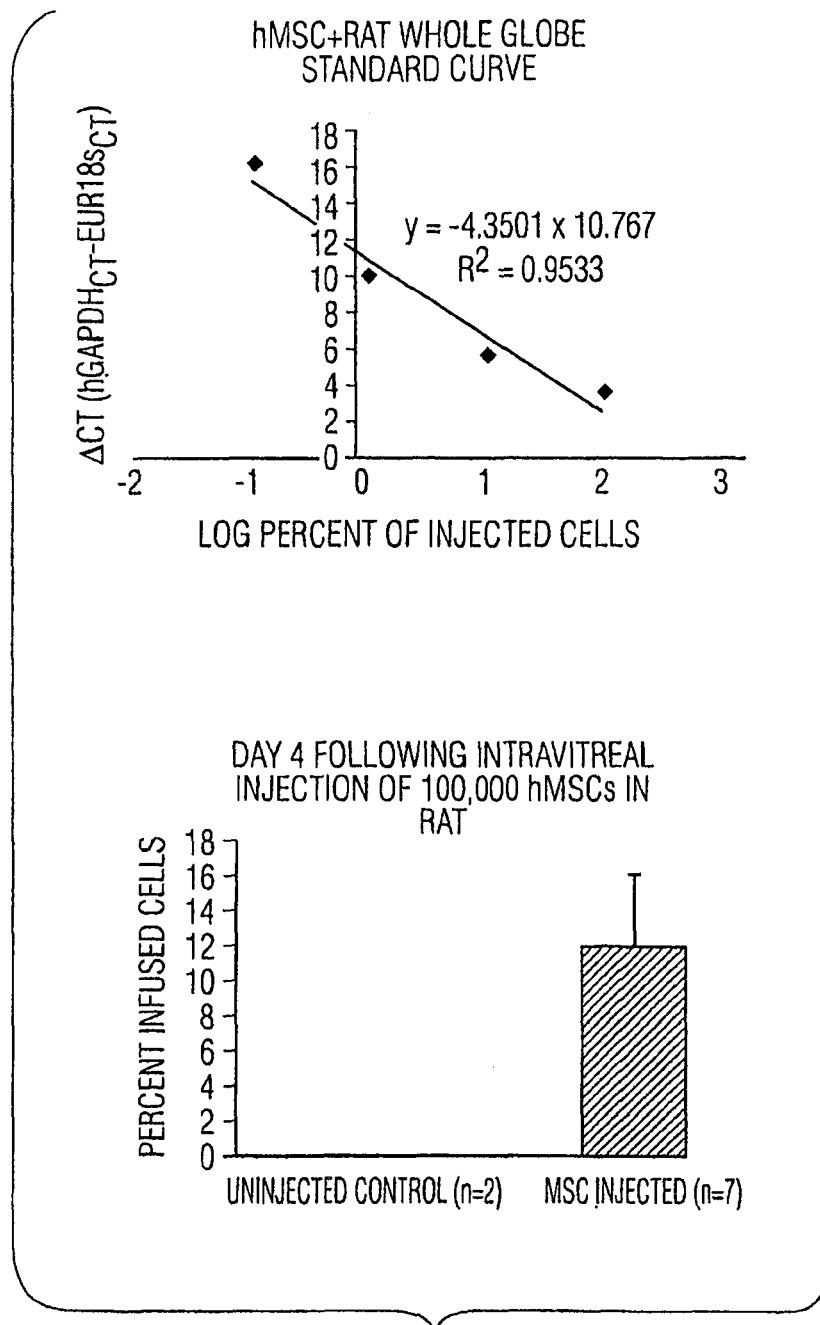 hMSC+RAT WHOLE GLOBE
STANDARD CURVE
ΔCT (hGAPDHCT-EUR18sCT)
18
16
14
12
10
8
6
4
2
0
y = -4.3501 x 10.767
R2 = 0.9533
-2 -1 0 1 2 3
LOG PERCENT OF INJECTED CELLS
DAY 4 FOLLOWING INTRAVITREAL
INJECTION OF 100,000 hMSCs IN
RAT
PERCENT INFUSED CELLS
18
16
14
12
10
8
6
4
2
0
UNINJECTED CONTROL (n=2) MSC INJECTED (n=7)